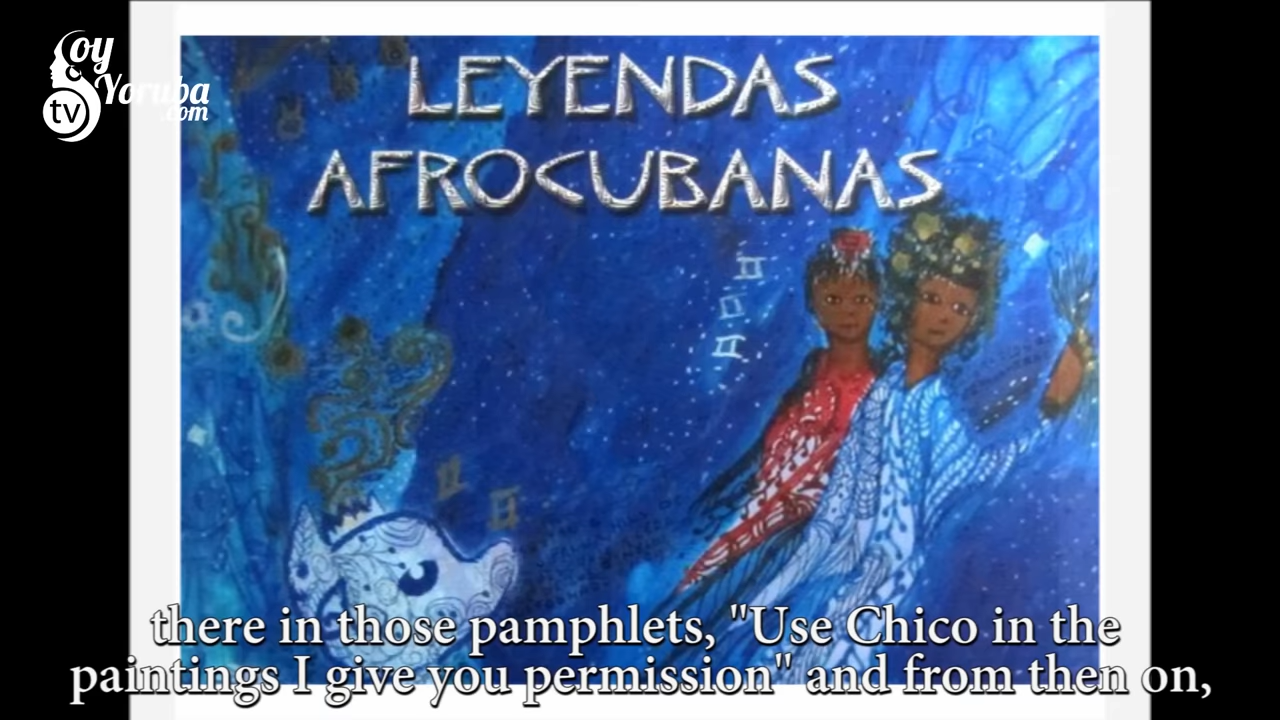 Soy
Yoruba
.com
tv
LEYENDAS
AFROCUBANAS
there in those pamphlets, "Use Chico in the
paintings I give you permission" and from then on,